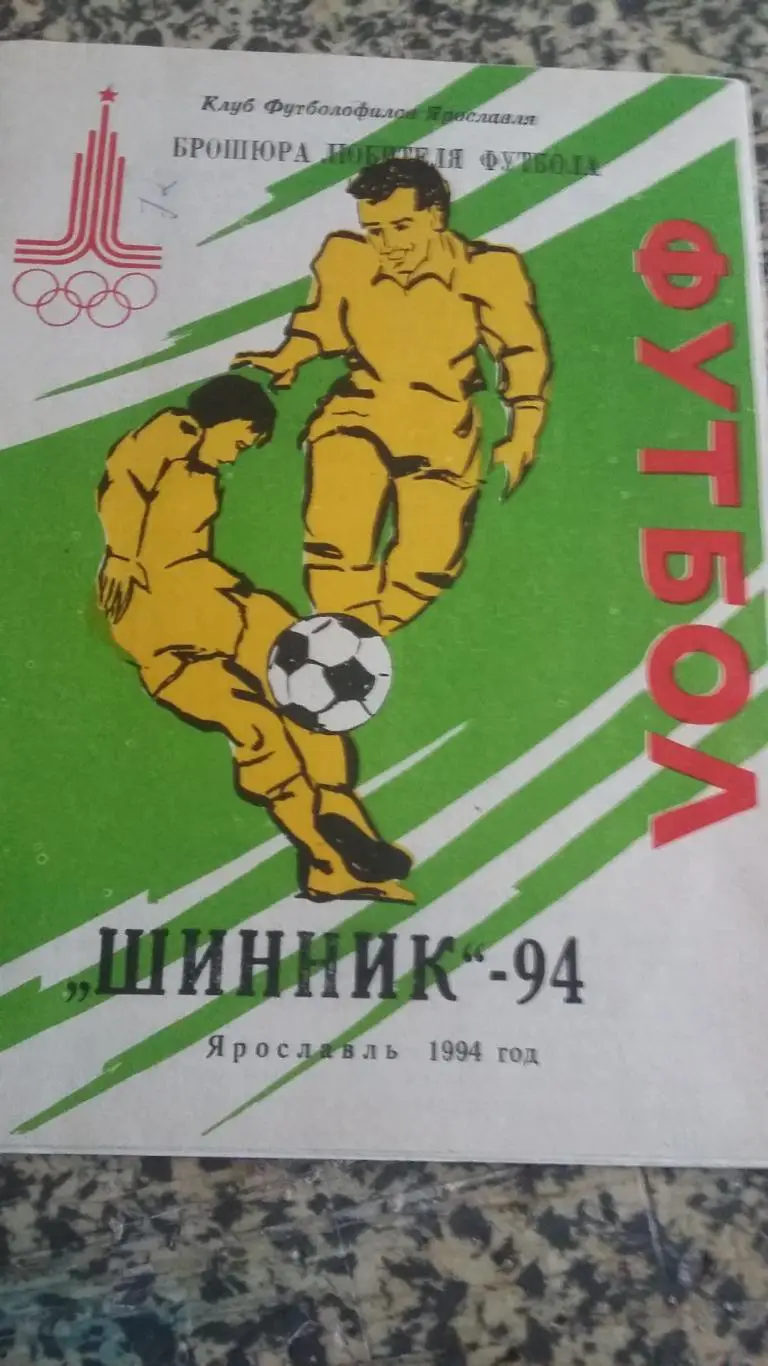 Клуб Футболофилов Ярославля
БРОШЮРА ЛЮБИТЕЛЯ ФУТБОЛА
ФУТБОЛ
„ШИННИК“-94
Ярославль 1994 год